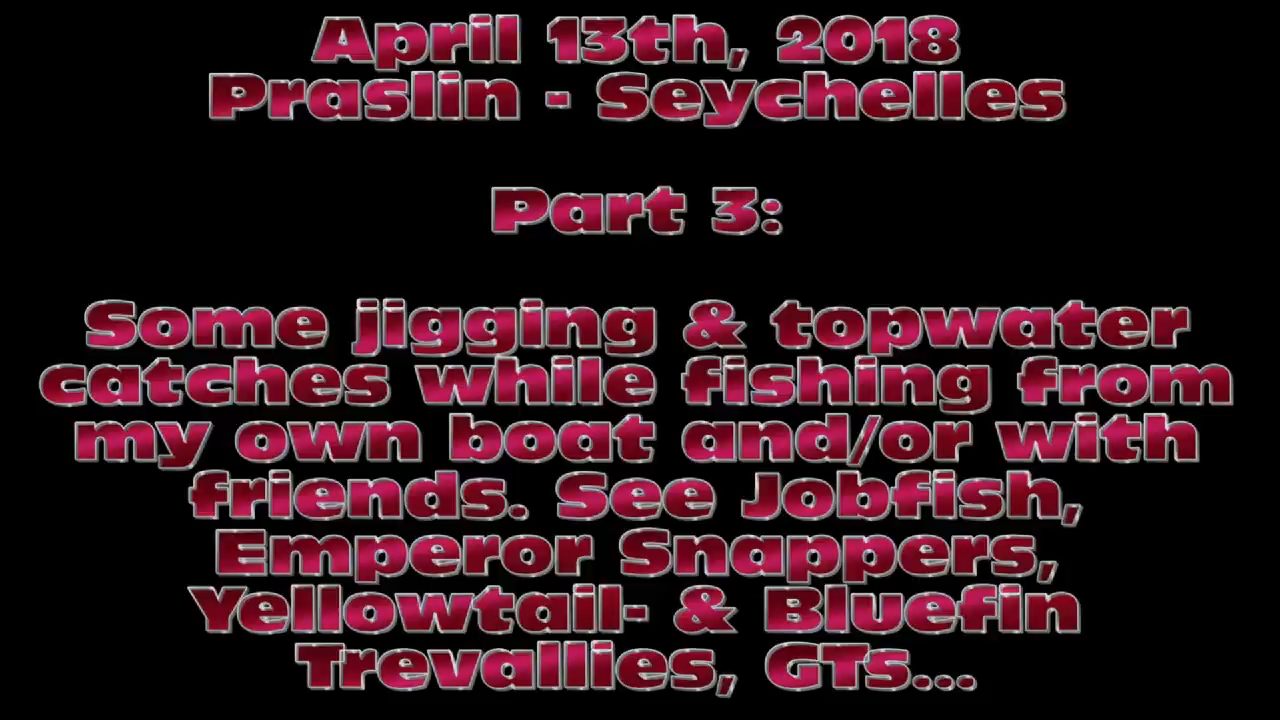 April 13th, 2018
Praslin - Seychelles
Part 3:
Some jigging & topwater
catches while fishing from
my own boat and/or with
friends. See Jobfish,
Emperor Snappers,
Yellowtail- & Bluefin
Trevallies, GTs...